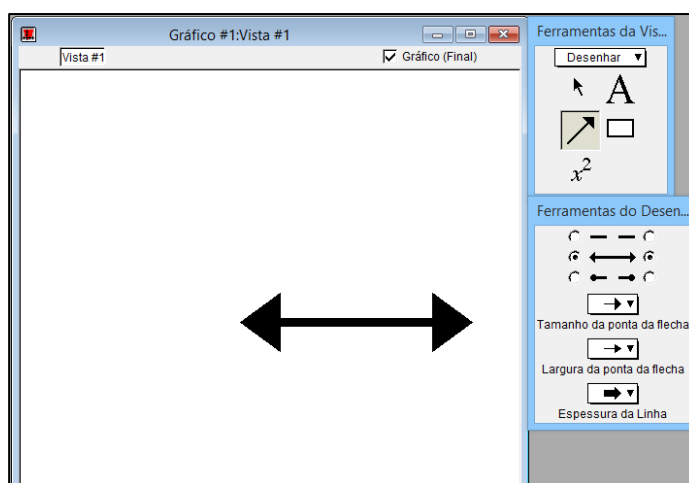 Gráfico #1:Vista #1
Vista #1
Gráfico (Final)
Ferramentas da Vis...
Desenhar
A
x²
Ferramentas do Desen...
Tamanho da ponta da flecha
Largura da ponta da flecha
Espessura da Linha